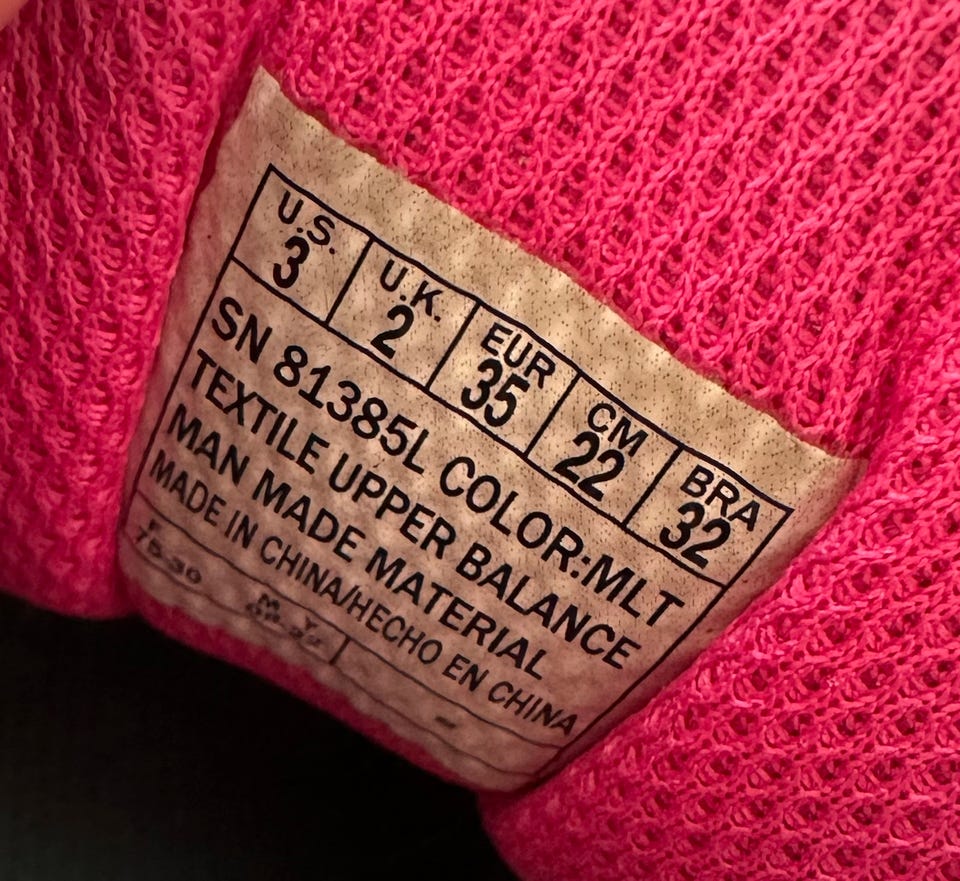 U.S. U.K. EUR CM BRA
3 2 35 22 32
SN 81385L COLOR:MLT
TEXTILE UPPER BALANCE
MAN MADE MATERIAL
MADE IN CHINA/HECHO EN CHINA
F
M Y